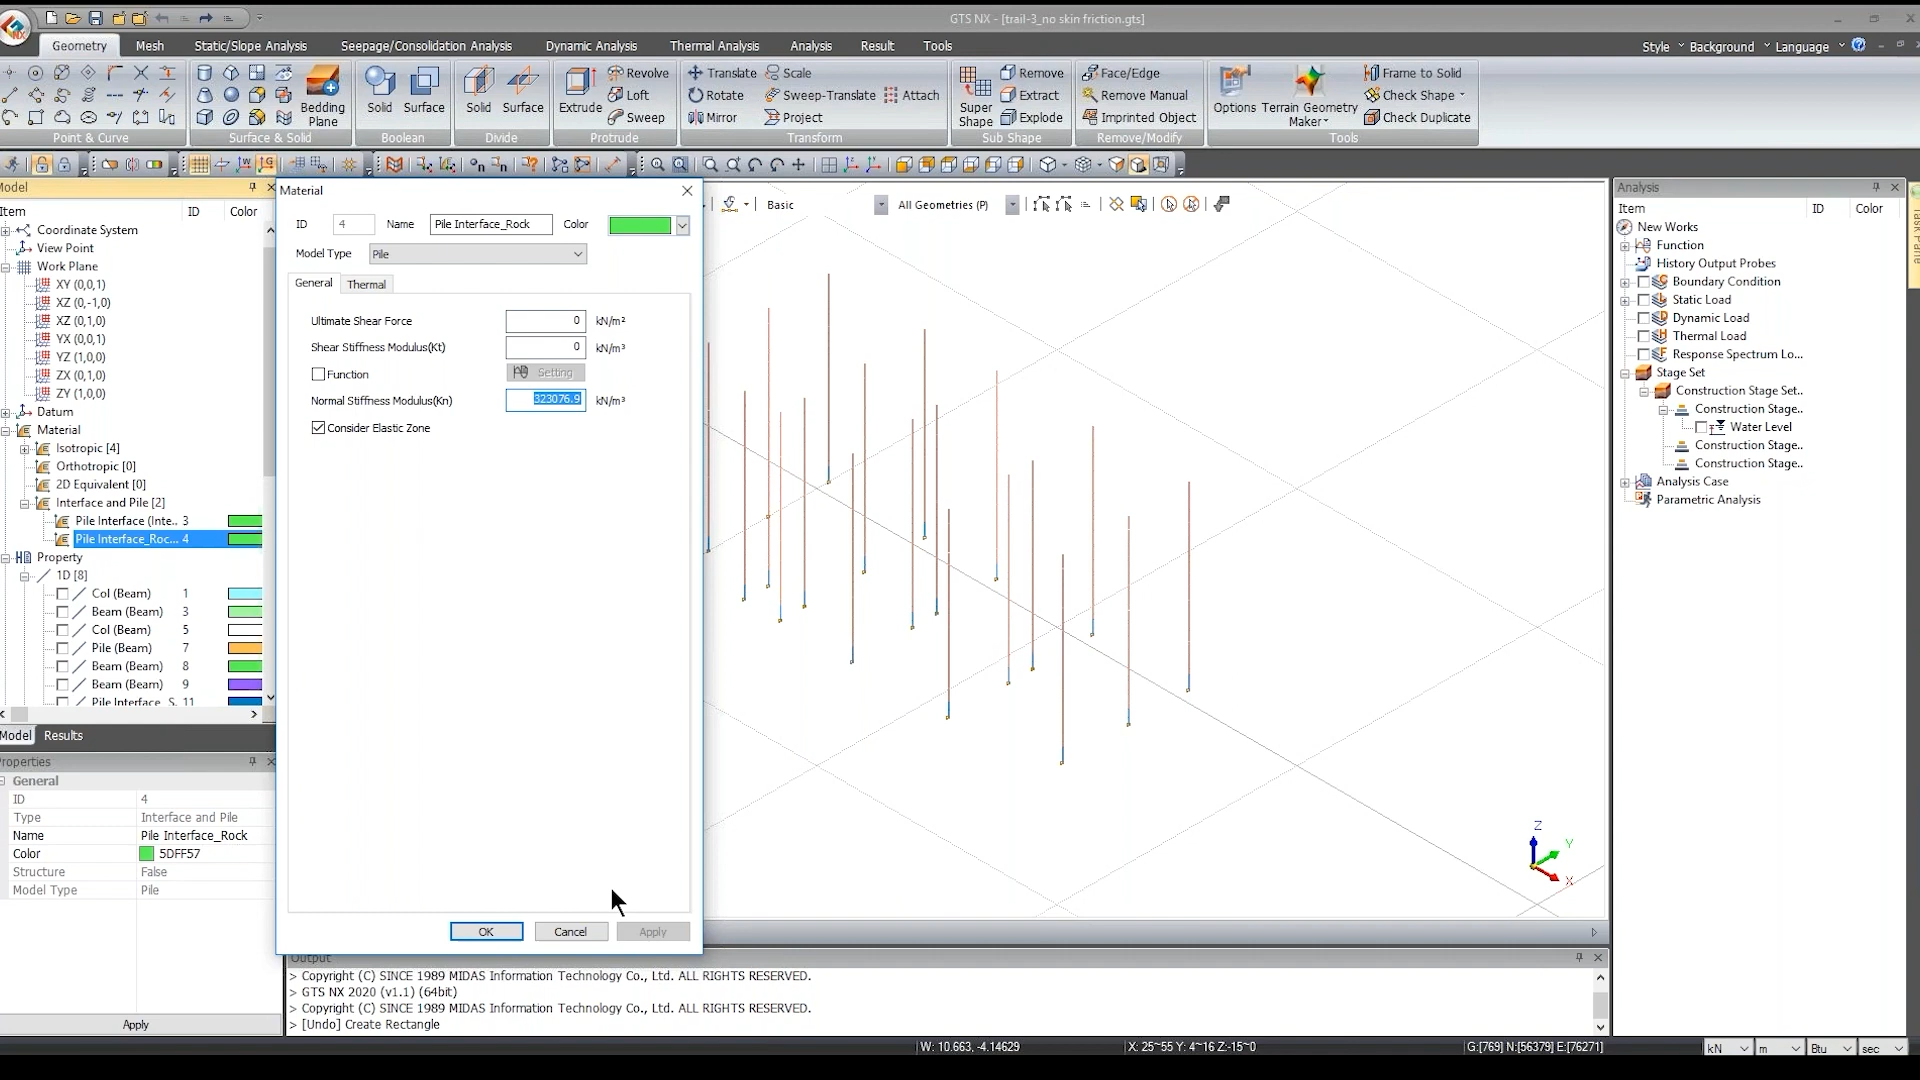 GTS NX - [trail-3_no skin friction.gts]
Geometry Mesh Static/Slope Analysis Seepage/Consolidation Analysis Dynamic Analysis Thermal Analysis Analysis Result Tools
Style Background Language
Revolve Translate Scale Remove Face/Edge Frame to Solid
Loft Rotate Sweep-Translate Attach Extract Remove Manual Check Shape
Bedding Plane Solid Surface Solid Surface Extrude Super Shape Options Terrain Geometry Maker
Sweep Mirror Project Explode Imprinted Object Check Duplicate
Point & Curve Surface & Solid Boolean Divide Protrude Transform Sub Shape Remove/Modify Tools
Item ID Color
Coordinate System
View Point
Work Plane
XY (0,0,1)
XZ (0,-1,0)
XZ (0,1,0)
YX (0,0,1)
YZ (1,0,0)
ZX (0,1,0)
ZY (1,0,0)
Datum
Material
Isotropic [4]
Orthotropic [0]
2D Equivalent [0]
Interface and Pile [2]
Pile Interface (Inte.. 3
Pile Interface_Roc... 4
Property
1D [8]
Col (Beam) 1
Beam (Beam) 3
Col (Beam) 5
Pile (Beam) 7
Beam (Beam) 8
Beam (Beam) 9
Pile Interface_S. 11
Model Results
General
ID 4
Type Interface and Pile
Name Pile Interface_Rock
Color 5DFF57
Structure False
Model Type Pile
Apply
Material
ID 4 Name Pile Interface_Rock Color
Model Type Pile
General Thermal
Ultimate Shear Force 0 kN/m²
Shear Stiffness Modulus(Kt) 0 kN/m³
Function Setting
Normal Stiffness Modulus(Kn) 323076.9 kN/m³
Consider Elastic Zone
OK Cancel Apply
Basic All Geometries (P)
Z
Y
X
Output
> Copyright (C) SINCE 1989 MIDAS Information Technology Co., Ltd. ALL RIGHTS RESERVED.
> GTS NX 2020 (v1.1) (64bit)
> Copyright (C) SINCE 1989 MIDAS Information Technology Co., Ltd. ALL RIGHTS RESERVED.
> [Undo] Create Rectangle
Analysis
Item ID Color
New Works
Function
History Output Probes
Boundary Condition
Static Load
Dynamic Load
Thermal Load
Response Spectrum Lo...
Stage Set
Construction Stage Set..
Construction Stage..
Water Level
Construction Stage..
Construction Stage..
Analysis Case
Parametric Analysis
W: 10.663, -4.14629 X: 25~55 Y: 4~16 Z:-15~0 G:[769] N:[56379] E:[76271] kN m Btu sec